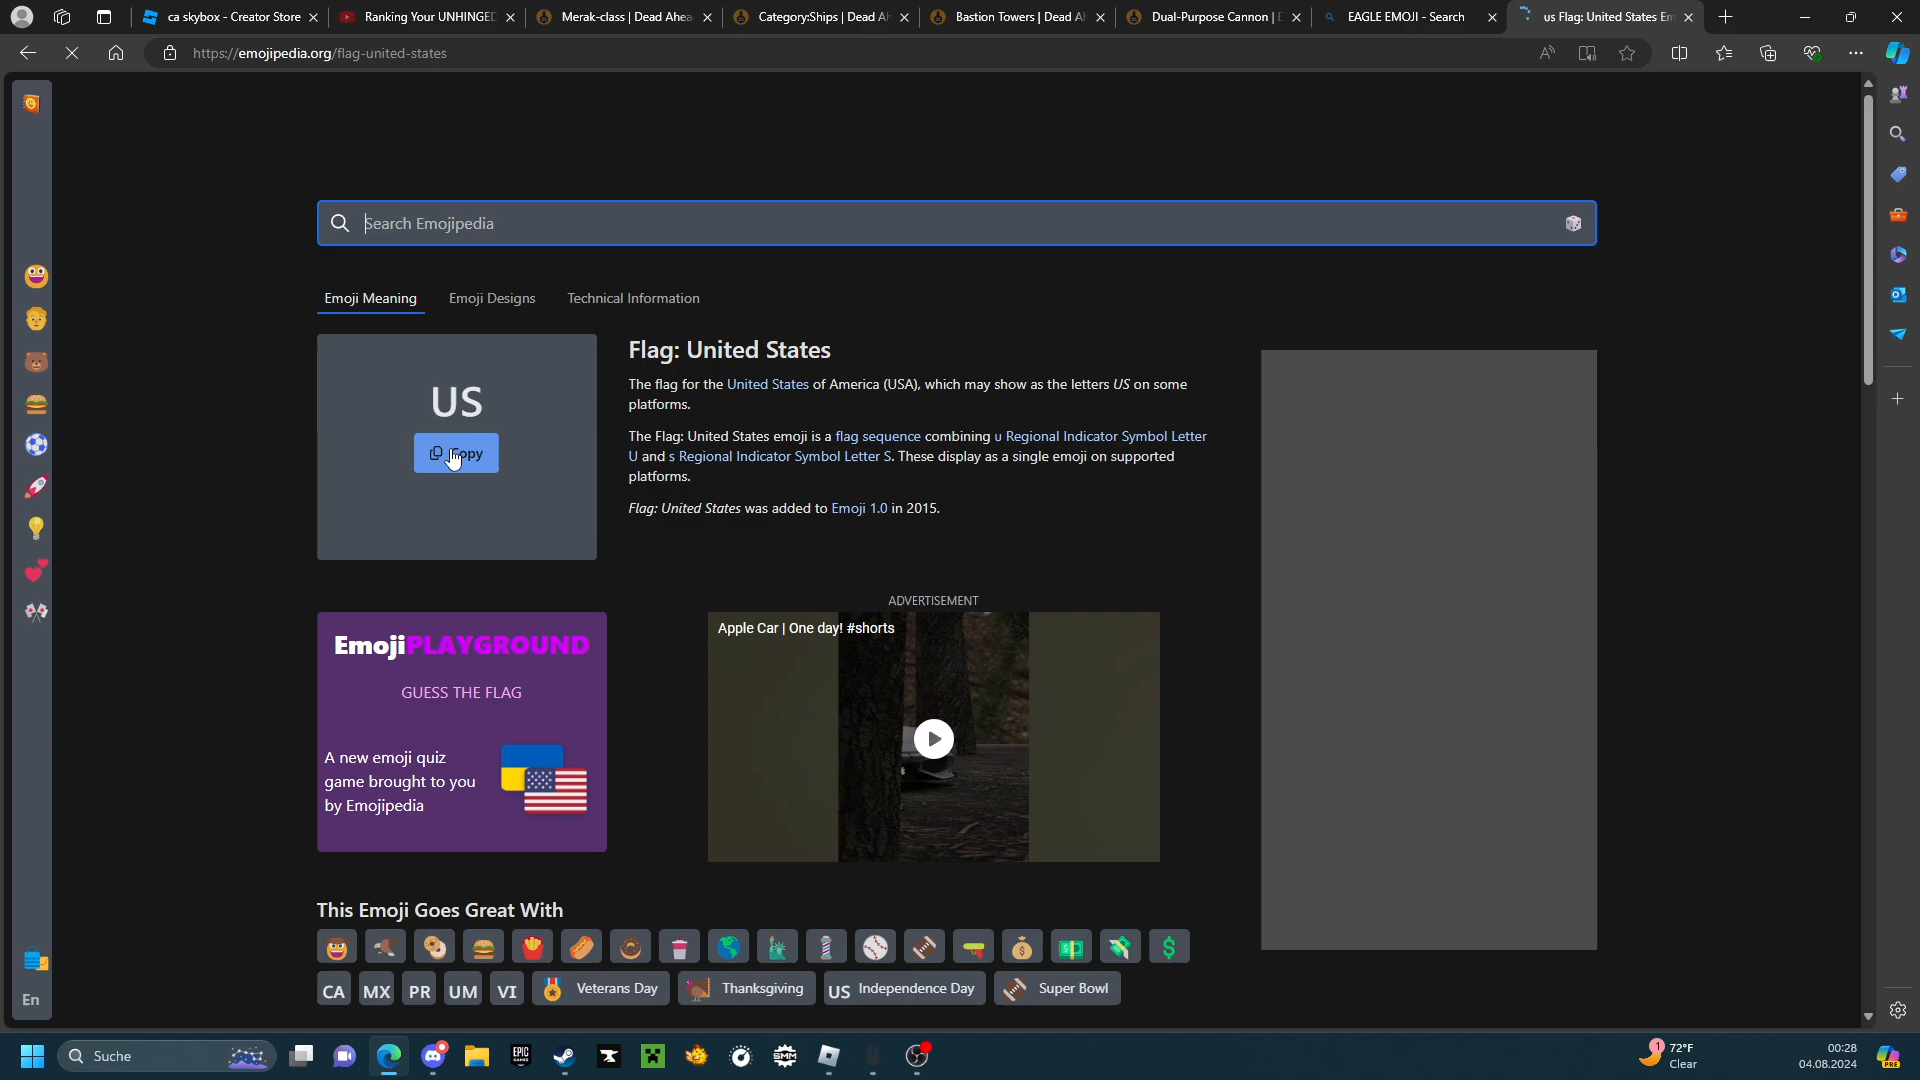 ca skybox - Creator Store
Ranking Your UNHINGED
Merak-class | Dead Ahea
Category:Ships | Dead Ah
Bastion Towers | Dead Ah
Dual-Purpose Cannon | D
EAGLE EMOJI - Search
us Flag: United States Em
https://emojipedia.org/flag-united-states
Search Emojipedia
Emoji Meaning
Emoji Designs
Technical Information
US
Copy
Flag: United States
The flag for the United States of America (USA), which may show as the letters US on some
platforms.
The Flag: United States emoji is a flag sequence combining u Regional Indicator Symbol Letter
U and s Regional Indicator Symbol Letter S. These display as a single emoji on supported
platforms.
Flag: United States was added to Emoji 1.0 in 2015.
EmojiPLAYGROUND
GUESS THE FLAG
A new emoji quiz
game brought to you
by Emojipedia
ADVERTISEMENT
Apple Car | One day! #shorts
This Emoji Goes Great With
CA MX PR UM VI Veterans Day Thanksgiving US Independence Day Super Bowl
En
Suche
EPIC GAMES
SMM
1
72°F
Clear
00:28
04.08.2024
PRE